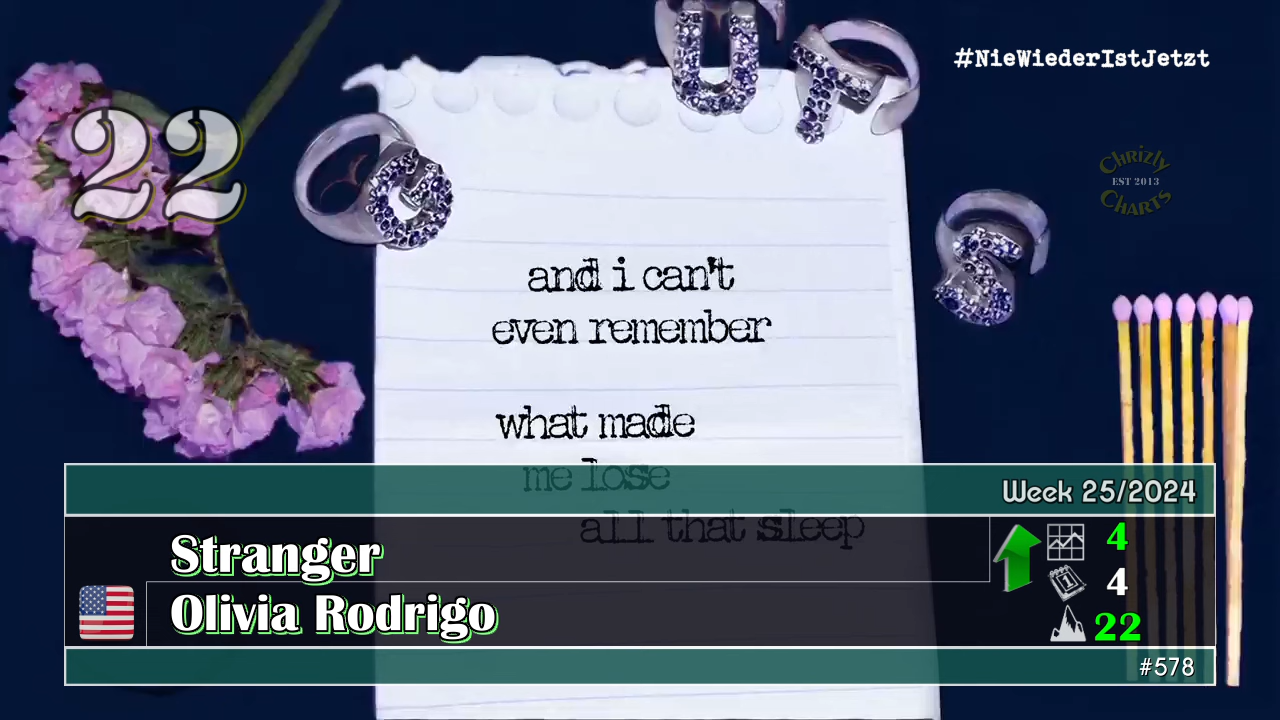 #NieWiederIstJetzt
U T
22
Chrizly
EST 2013
Charts
G
S
and i can't
even remember
what made
me lose
all that sleep
Week 25/2024
Stranger
4
1
4
Olivia Rodrigo
22
#578